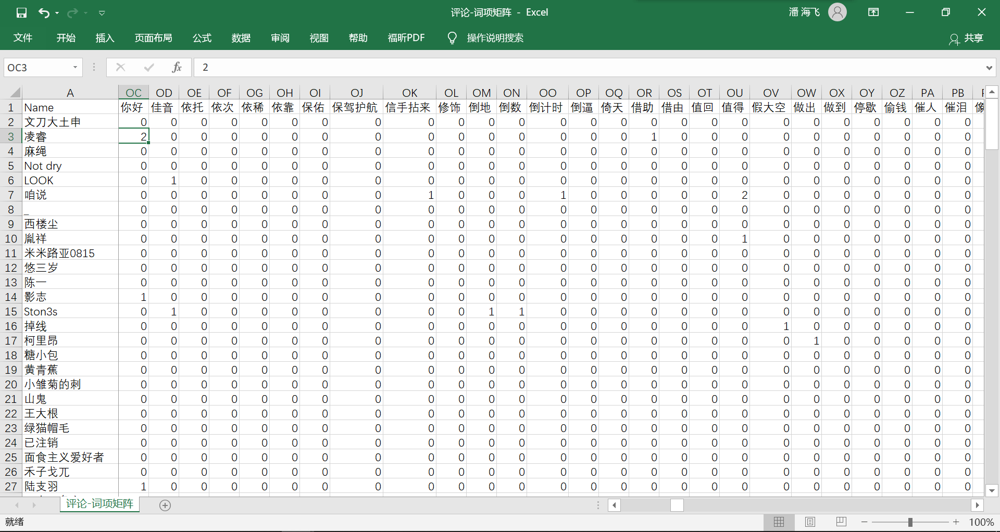 评论-词项矩阵 - Excel
潘 海飞
文件 开始 插入 页面布局 公式 数据 审阅 视图 帮助 福昕PDF 操作说明搜索 共享
OC3 fx 2
A OC OD OE OF OG OH OI OJ OK OL OM ON OO OP OQ OR OS OT OU OV OW OX OY OZ PA PB
1 Name 你好 佳音 依托 依次 依稀 依靠 保佑 保驾护航 信手拈来 修饰 倒地 倒数 倒计时 倒逼 倚天 借助 借由 值回 值得 假大空 做出 做到 停歇 偷钱 催人 催泪 像
2 文刀大土申 0 0 0 0 0 0 0 0 0 0 0 0 0 0 0 0 0 0 0 0 0 0 0 0 0 0
3 凌睿 2 0 0 0 0 0 0 0 0 0 0 0 0 0 0 1 0 0 0 0 0 0 0 0 0 0
4 麻绳 0 0 0 0 0 0 0 0 0 0 0 0 0 0 0 0 0 0 0 0 0 0 0 0 0 0
5 Not dry 0 0 0 0 0 0 0 0 0 0 0 0 0 0 0 0 0 0 0 0 0 0 0 0 0 0
6 LOOK 0 1 0 0 0 0 0 0 0 0 0 0 0 0 0 0 0 0 0 0 0 0 0 0 0 0
7 咱说 0 0 0 0 0 0 0 0 1 0 0 0 1 0 0 0 0 0 2 0 0 0 0 0 0 0
8 _ 0 0 0 0 0 0 0 0 0 0 0 0 0 0 0 0 0 0 0 0 0 0 0 0 0 0
9 西楼尘 0 0 0 0 0 0 0 0 0 0 0 0 0 0 0 0 0 0 0 0 0 0 0 0 0 0
10 胤祥 0 0 0 0 0 0 0 0 0 0 0 0 0 0 0 0 0 0 1 0 0 0 0 0 0 0
11 米米路亚0815 0 0 0 0 0 0 0 0 0 0 0 0 0 0 0 0 0 0 0 0 0 0 0 0 0 0
12 悠三岁 0 0 0 0 0 0 0 0 0 0 0 0 0 0 0 0 0 0 0 0 0 0 0 0 0 0
13 陈一 0 0 0 0 0 0 0 0 0 0 0 0 0 0 0 0 0 0 0 0 0 0 0 0 0 0
14 影志 1 0 0 0 0 0 0 0 0 0 0 0 0 0 0 0 0 0 0 0 0 0 0 0 0 0
15 Ston3s 0 1 0 0 0 0 0 0 0 0 1 1 0 0 0 0 0 0 0 0 0 0 0 0 0 0
16 掉线 0 0 0 0 0 0 0 0 0 0 0 0 0 0 0 0 0 0 0 1 0 0 0 0 0 0
17 柯里昂 0 0 0 0 0 0 0 0 0 0 0 0 0 0 0 0 0 0 0 0 1 0 0 0 0 0
18 糖小包 0 0 0 0 0 0 0 0 0 0 0 0 0 0 0 0 0 0 0 0 0 0 0 0 0 0
19 黄青蕉 0 0 0 0 0 0 0 0 0 0 0 0 0 0 0 0 0 0 0 0 0 0 0 0 0 0
20 小雏菊的刺 0 0 0 0 0 0 0 0 0 0 0 0 0 0 0 0 0 0 0 0 0 0 0 0 0 0
21 山鬼 0 0 0 0 0 0 0 0 0 0 0 0 0 0 0 0 0 0 0 0 0 0 0 0 0 0
22 王大根 0 0 0 0 0 0 0 0 0 0 0 0 0 0 0 0 0 0 0 0 0 0 0 0 0 0
23 绿猫帽毛 0 0 0 0 0 0 0 0 0 0 0 0 0 0 0 0 0 0 0 0 0 0 0 0 0 0
24 已注销 0 0 0 0 0 0 0 0 0 0 0 0 0 0 0 0 0 0 0 0 0 0 0 0 0 0
25 面食主义爱好者 0 0 0 0 0 0 0 0 0 0 0 0 0 0 0 0 0 0 0 0 0 0 0 0 0 0
26 禾子戈兀 0 0 0 0 0 0 0 0 0 0 0 0 0 0 0 0 0 0 0 0 0 0 0 0 0 0
27 陆支羽 1 0 0 0 0 0 0 0 0 0 0 0 0 0 0 0 0 0 0 0 0 0 0 0 0 0
评论-词项矩阵
就绪 100%